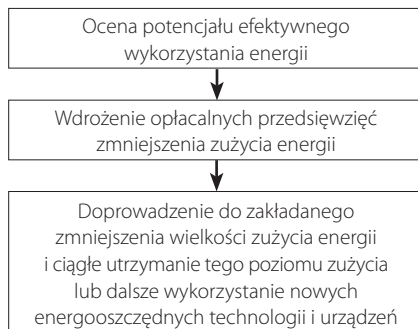 Ocena potencjału efektywnego
wykorzystania energii
Wdrożenie opłacalnych przedsięwzięć
zmniejszenia zużycia energii
Doprowadzenie do zakładanego
zmniejszenia wielkości zużycia energii
i ciągłe utrzymanie tego poziomu zużycia
lub dalsze wykorzystanie nowych
energooszczędnych technologii i urządzeń